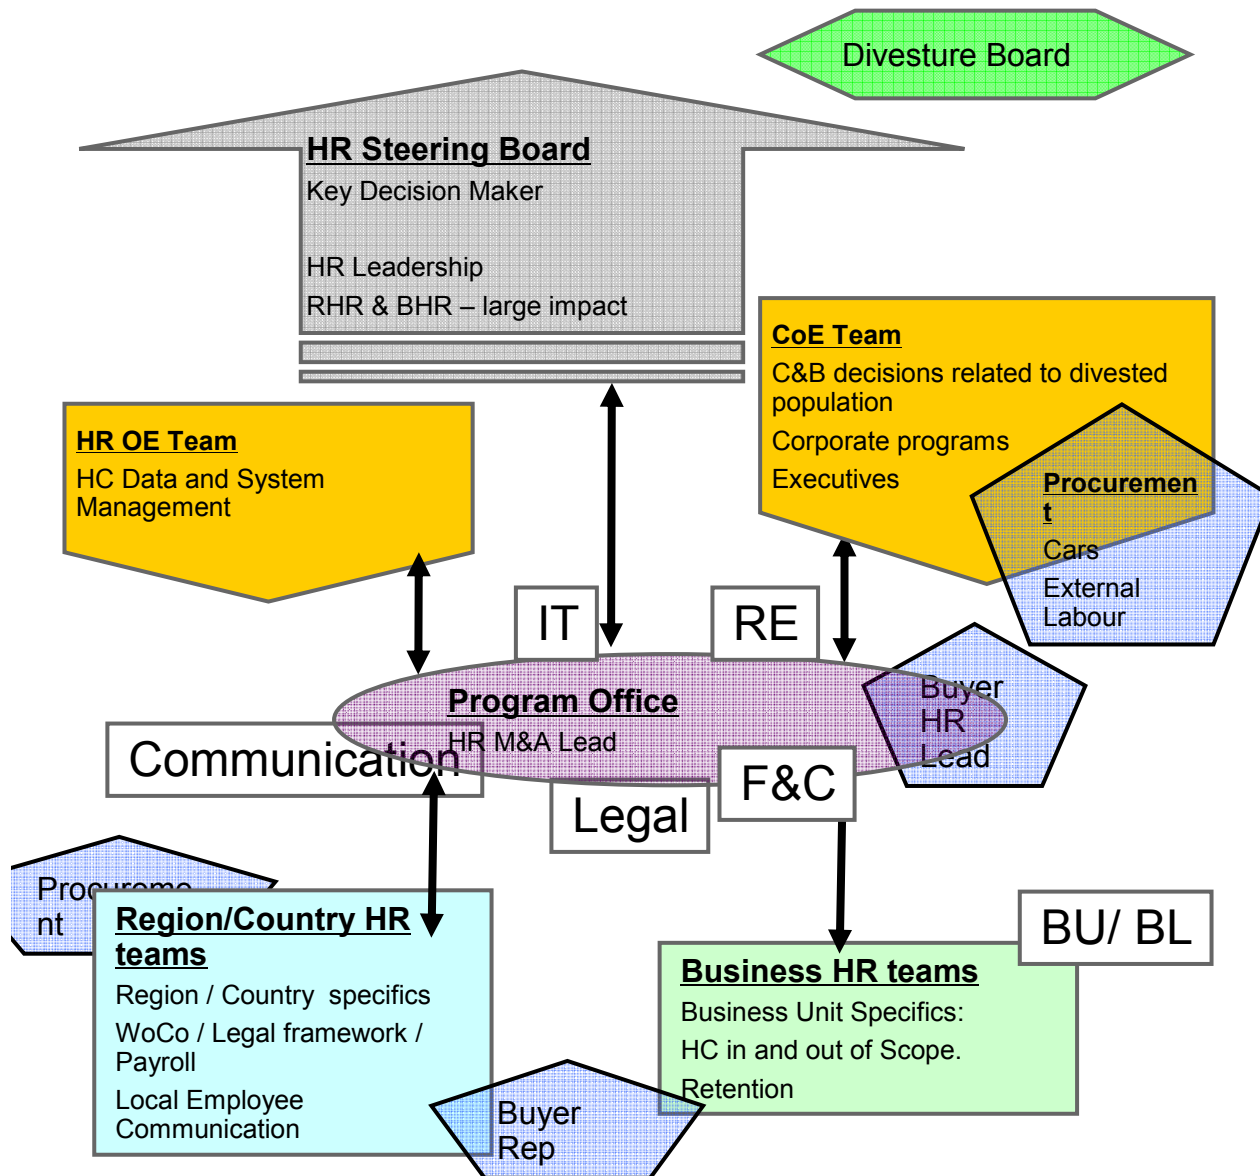 Divesture Board
HR Steering Board
Key Decision Maker
HR Leadership
RHR & BHR – large impact
CoE Team
C&B decisions related to divested
population
Corporate programs
Executives
HR OE Team
HC Data and System
Management
Procuremen
t
Cars
External
Labour
IT
RE
Program Office
HR M&A Lead
Buyer
HR
Lead
Communication
F&C
Legal
Procureme
nt
Region/Country HR
teams
Region / Country specifics
WoCo / Legal framework /
Payroll
Local Employee
Communication
BU/ BL
Business HR teams
Business Unit Specifics:
HC in and out of Scope.
Retention
Buyer
Rep